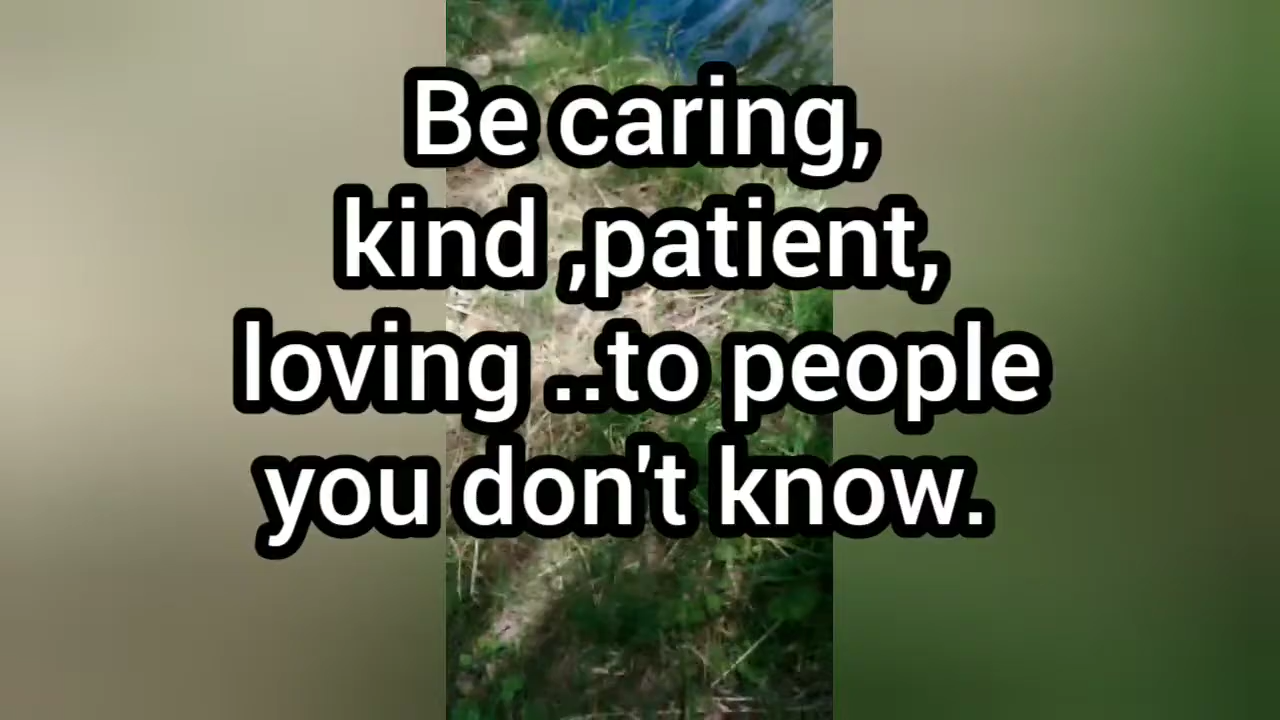 Be caring,
kind ,patient,
loving ..to people
you don't know.